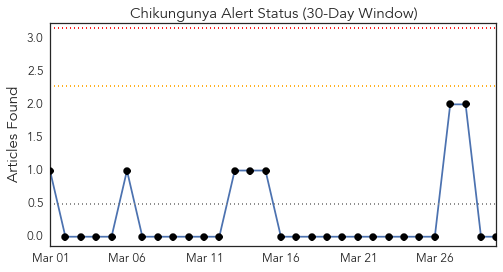 Chikungunya Alert Status (30-Day Window)
Articles Found
3.0
2.5
2.0
1.5
1.0
0.5
0.0
Mar 01 Mar 06 Mar 11 Mar 16 Mar 21 Mar 26